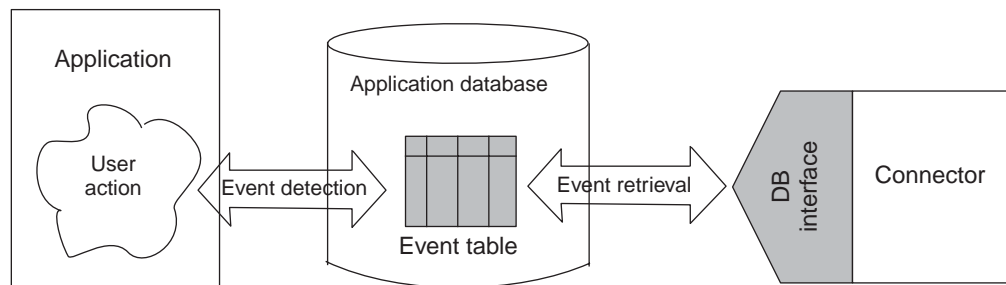 Application
User
action
Event detection
Application database
Event table
Event retrieval
DB
interface
Connector